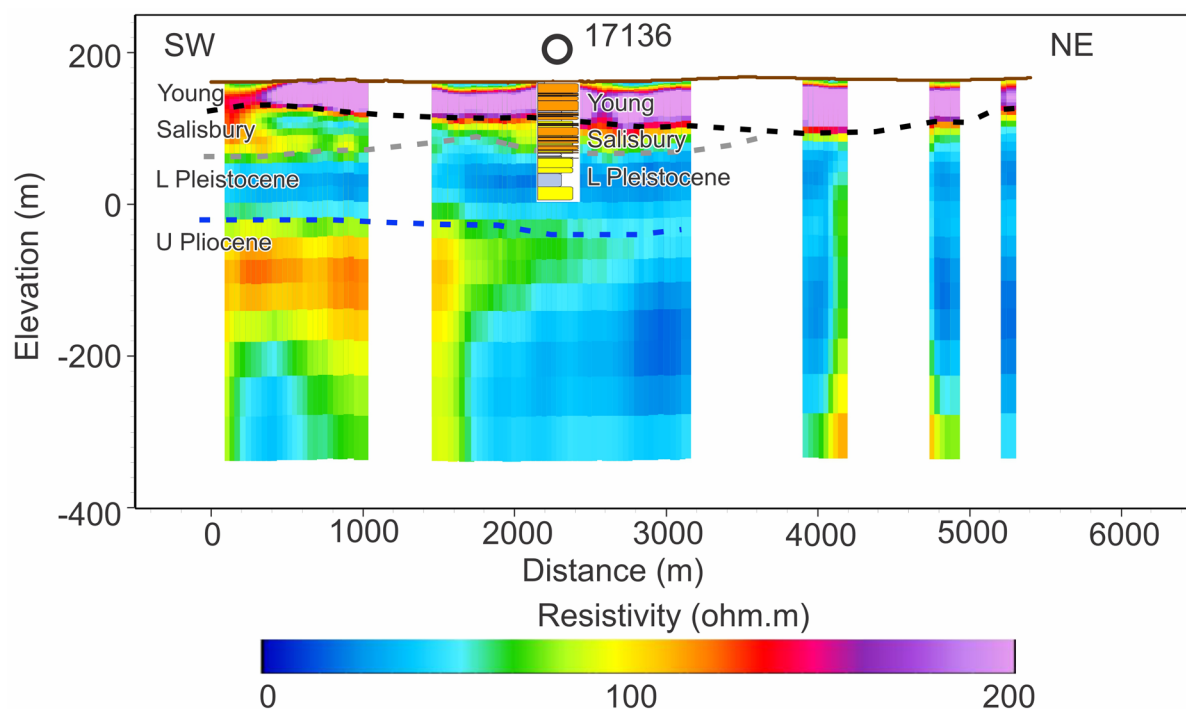 SW
17136
NE
200
0
-200
-400
Elevation (m)
Young
Salisbury
L Pleistocene
U Pliocene
Young
Salisbury
L Pleistocene
0 1000 2000 3000 4000 5000 6000
Distance (m)
Resistivity (ohm.m)
0 100 200